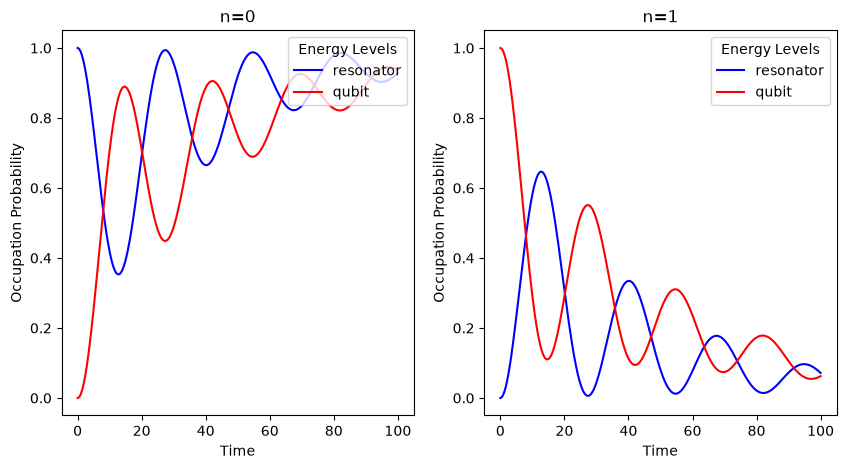 n=0
Energy Levels
resonator
qubit
Occupation Probability
1.0
0.8
0.6
0.4
0.2
0.0
0 20 40 60 80 100
Time
n=1
Energy Levels
resonator
qubit
Occupation Probability
1.0
0.8
0.6
0.4
0.2
0.0
0 20 40 60 80 100
Time